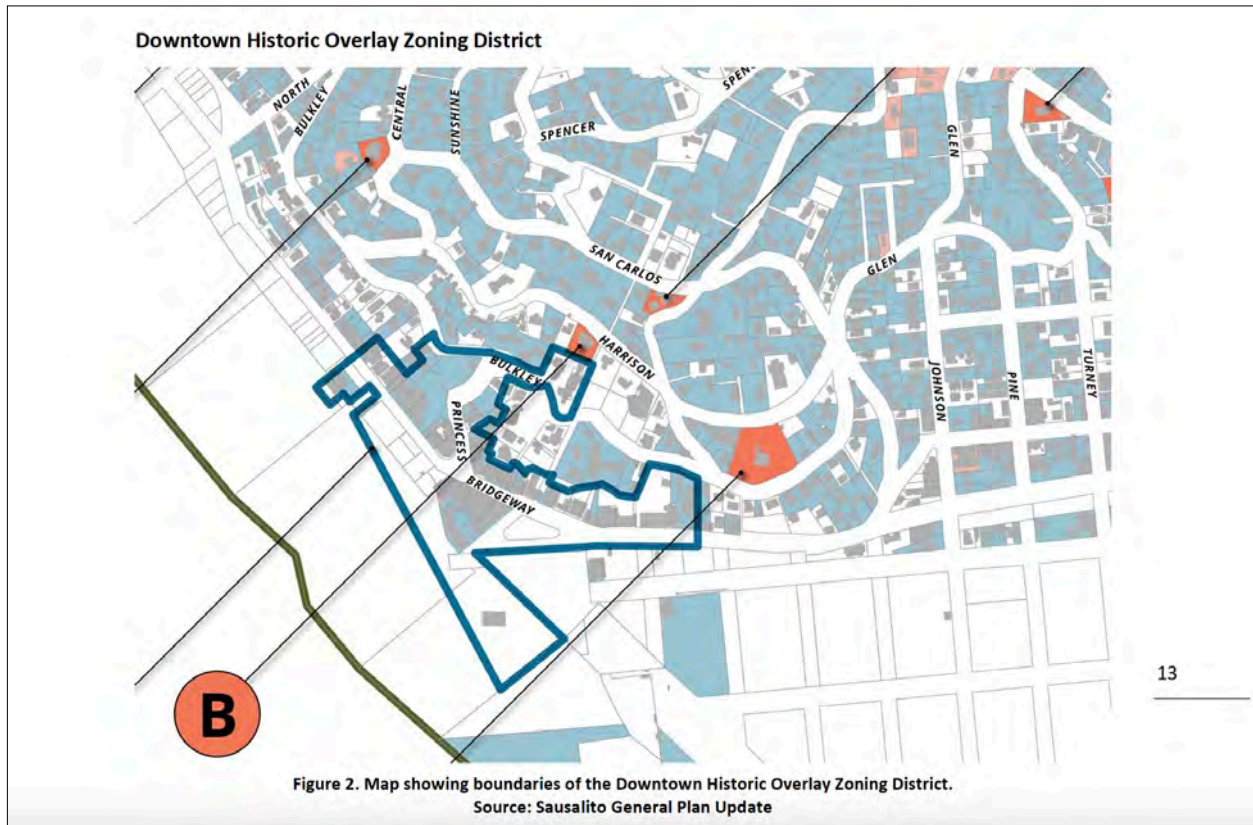 Downtown Historic Overlay Zoning District
NORTH
BULKLEY
CENTRAL
SUNSHINE
SPENCER
SPENC
GLEN
SAN CARLOS
GLEN
HARRISON
BULKLEY
PRINCESS
BRIDGEWAY
JOHNSON
PINE
TURNEY
B
13
Figure 2. Map showing boundaries of the Downtown Historic Overlay Zoning District.
Source: Sausalito General Plan Update